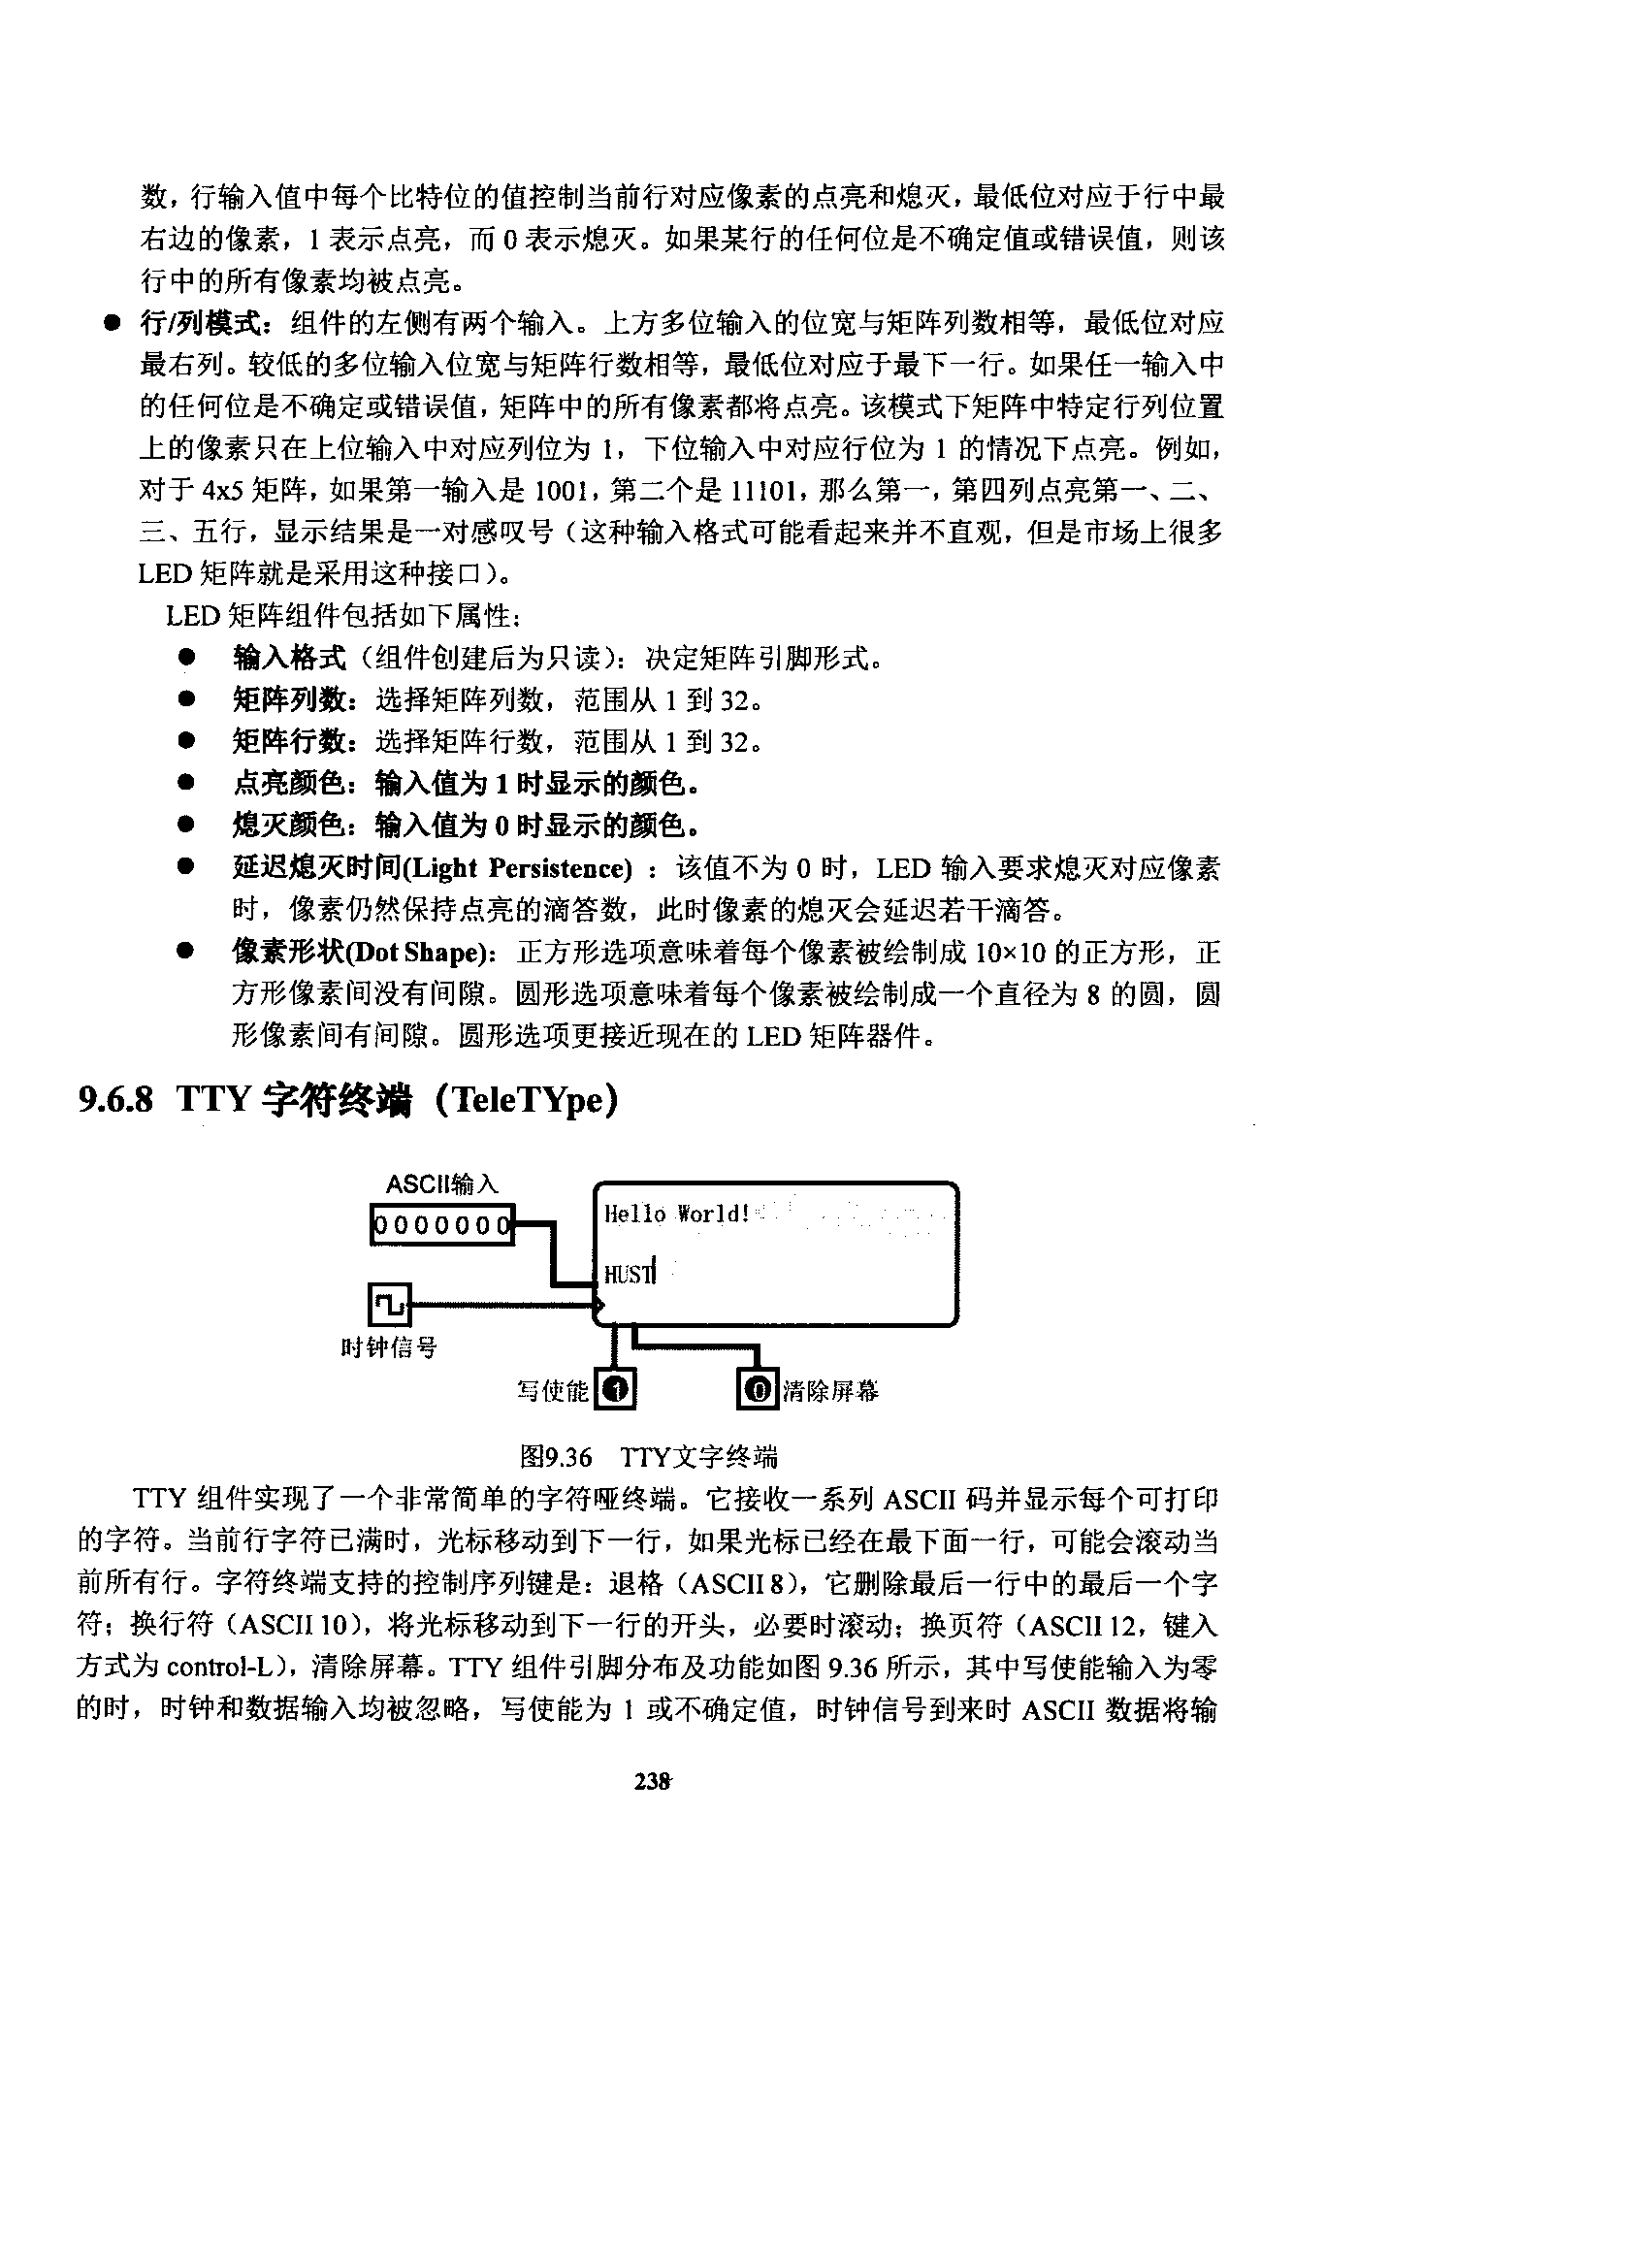 数，行输入值中每个比特位的值控制当前行对应像素的点亮和熄灭，最低位对应于行中最
右边的像素，1 表示点亮，而 0 表示熄灭。如果某行的任何位是不确定值或错误值，则该
行中的所有像素均被点亮。
● 行/列模式：组件的左侧有两个输入。上方多位输入的位宽与矩阵列数相等，最低位对应
最右列。较低的多位输入位宽与矩阵行数相等，最低位对应于最下一行。如果任一输入中
的任何位是不确定或错误值，矩阵中的所有像素都将点亮。该模式下矩阵中特定行列位置
上的像素只在上位输入中对应列位为 1，下位输入中对应行位为 1 的情况下点亮。例如，
对于 4x5 矩阵，如果第一输入是 1001，第二个是 11101，那么第一，第四列点亮第一、二、
三、五行，显示结果是一对感叹号（这种输入格式可能看起来并不直观，但是市场上很多
LED 矩阵就是采用这种接口）。
LED 矩阵组件包括如下属性：
● 输入格式（组件创建后为只读）：决定矩阵引脚形式。
● 矩阵列数：选择矩阵列数，范围从 1 到 32。
● 矩阵行数：选择矩阵行数，范围从 1 到 32。
● 点亮颜色：输入值为 1 时显示的颜色。
● 熄灭颜色：输入值为 0 时显示的颜色。
● 延迟熄灭时间(Light Persistence) ：该值不为 0 时，LED 输入要求熄灭对应像素
时，像素仍然保持点亮的滴答数，此时像素的熄灭会延迟若干滴答。
● 像素形状(Dot Shape)：正方形选项意味着每个像素被绘制成 10×10 的正方形，正
方形像素间没有间隙。圆形选项意味着每个像素被绘制成一个直径为 8 的圆，圆
形像素间有间隙。圆形选项更接近现在的 LED 矩阵器件。
9.6.8 TTY 字符终端（TeleTYpe）
ASCII输入
0000000
Hello World!
HUST
时钟信号
写使能 1
0 清除屏幕
图9.36 TTY文字终端
TTY 组件实现了一个非常简单的字符哑终端。它接收一系列 ASCII 码并显示每个可打印
的字符。当前行字符已满时，光标移动到下一行，如果光标已经在最下面一行，可能会滚动当
前所有行。字符终端支持的控制序列键是：退格（ASCII 8），它删除最后一行中的最后一个字
符；换行符（ASCII 10），将光标移动到下一行的开头，必要时滚动；换页符（ASCII 12，键入
方式为 control-L），清除屏幕。TTY 组件引脚分布及功能如图 9.36 所示，其中写使能输入为零
的时，时钟和数据输入均被忽略，写使能为 1 或不确定值，时钟信号到来时 ASCII 数据将输
238